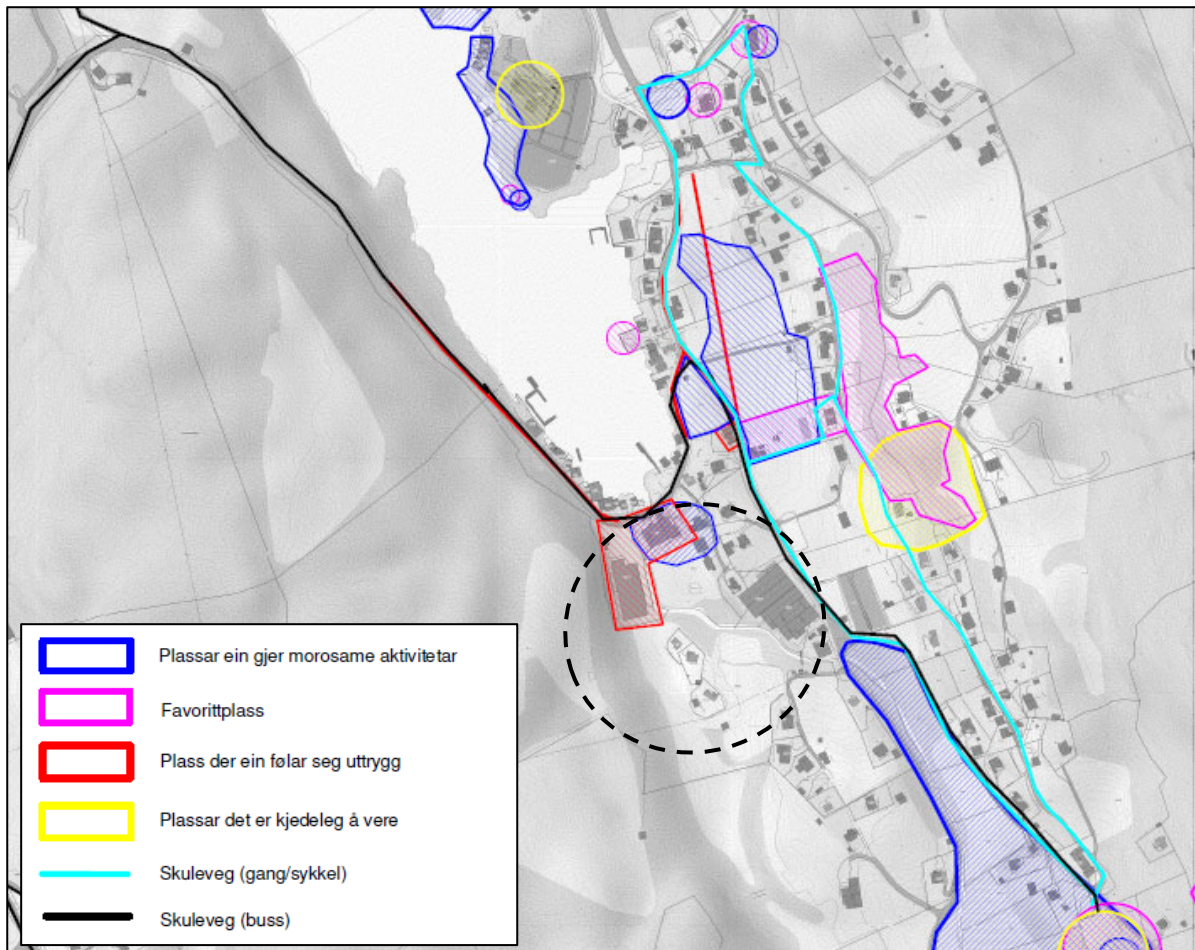 Plassar ein gjer morosame aktivitetar
Favorittplass
Plass der ein følar seg uttrygg
Plassar det er kjedeleg å vere
Skuleveg (gang/sykkel)
Skuleveg (buss)